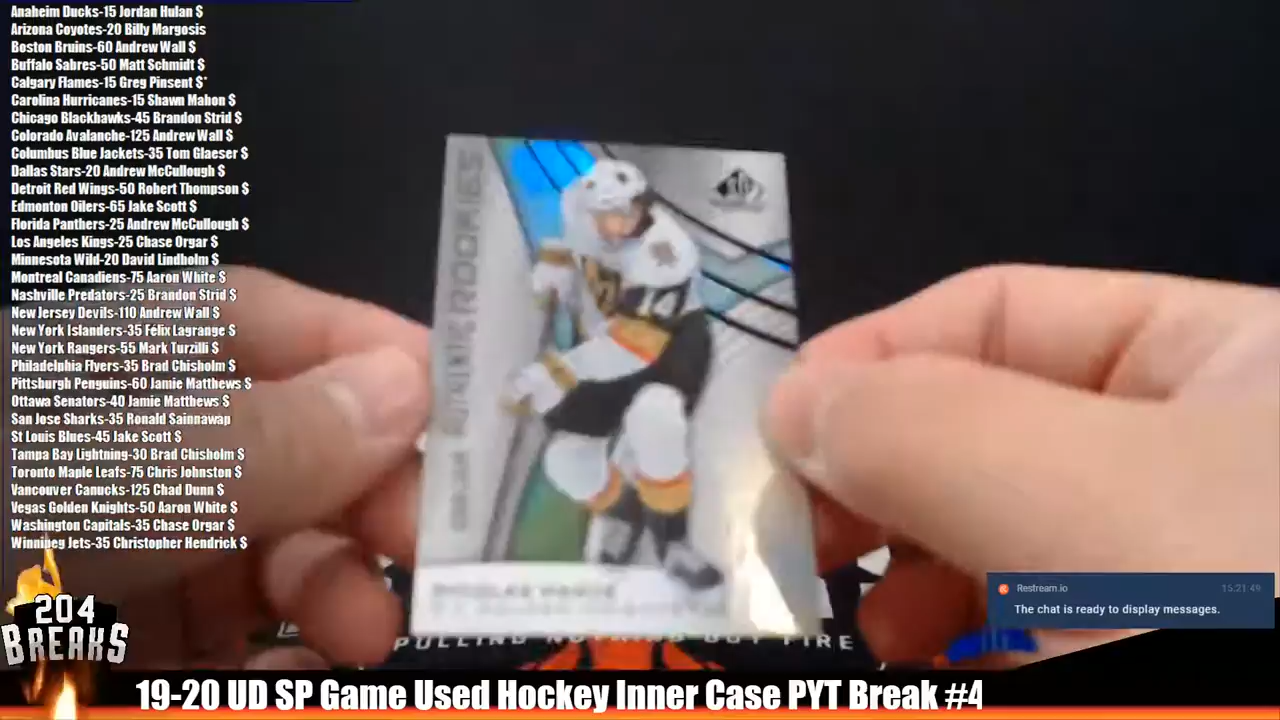 Anaheim Ducks-15 Jordan Hulan $
Arizona Coyotes-20 Billy Margosis
Boston Bruins-60 Andrew Wall $
Buffalo Sabres-50 Matt Schmidt $
Calgary Flames-15 Greg Pinsent $*
Carolina Hurricanes-15 Shawn Mahon $
Chicago Blackhawks-45 Brandon Strid $
Colorado Avalanche-125 Andrew Wall $
Columbus Blue Jackets-35 Tom Glaeser $
Dallas Stars-20 Andrew McCullough $
Detroit Red Wings-50 Robert Thompson $
Edmonton Oilers-65 Jake Scott $
Florida Panthers-25 Andrew McCullough $
Los Angeles Kings-25 Chase Orgar $
Minnesota Wild-20 David Lindholm $
Montreal Canadiens-75 Aaron White $
Nashville Predators-25 Brandon Strid $
New Jersey Devils-110 Andrew Wall $
New York Islanders-35 Felix Lagrange $
New York Rangers-55 Mark Turzilli $
Philadelphia Flyers-35 Brad Chisholm $
Pittsburgh Penguins-60 Jamie Matthews $
Ottawa Senators-40 Jamie Matthews $
San Jose Sharks-35 Ronald Sainnawap
St Louis Blues-45 Jake Scott $
Tampa Bay Lightning-30 Brad Chisholm $
Toronto Maple Leafs-75 Chris Johnston $
Vancouver Canucks-125 Chad Dunn $
Vegas Golden Knights-50 Aaron White $
Washington Capitals-35 Chase Orgar $
Winnipeg Jets-35 Christopher Hendrick $
ROOKIES
SP
14
Restream.io 15:21:49
The chat is ready to display messages.
204
BREAKS
PULLING NOTHING BUT FIRE
19-20 UD SP Game Used Hockey Inner Case PYT Break #4